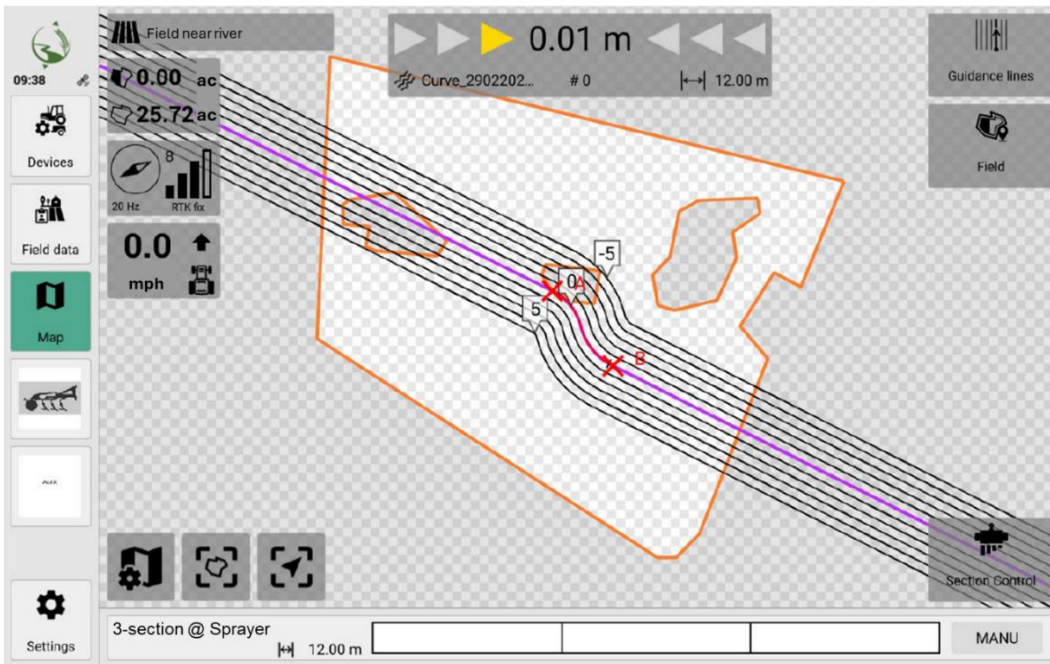 Field near river
0.01 m
Curve_2902202...
# 0
12.00 m
Guidance lines
09:38
0.00 ac
25.72 ac
Devices
Field
8
20 Hz
RTK fix
Field data
0.0
mph
-5
0
A
5
Map
B
AUX
Section Control
Settings
3-section @ Sprayer
12.00 m
MANU